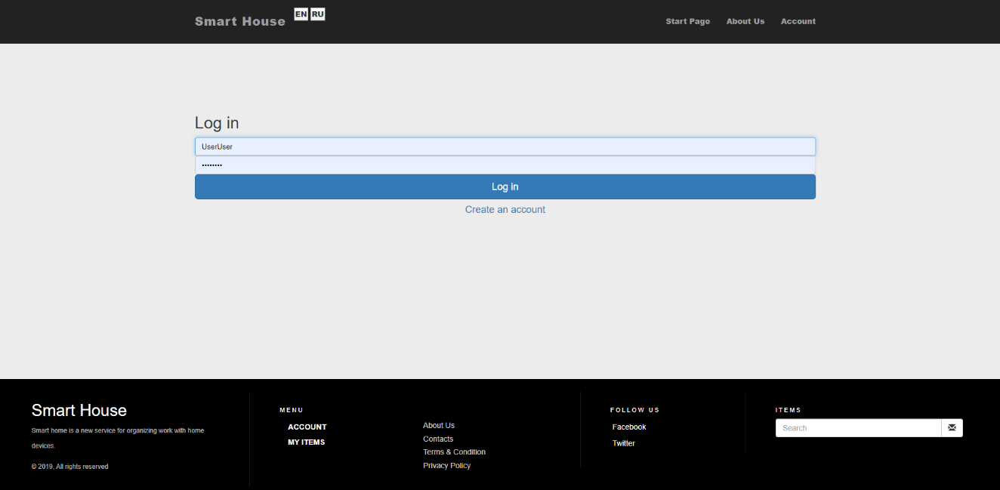 Smart House
EN RU
Start Page
About Us
Account
Log in
UserUser
••••••••
Log in
Create an account
Smart House
Smart home is a new service for organizing work with home
devices.
© 2019, All rights reserved
MENU
ACCOUNT
MY ITEMS
About Us
Contacts
Terms & Condition
Privacy Policy
FOLLOW US
Facebook
Twitter
ITEMS
Search